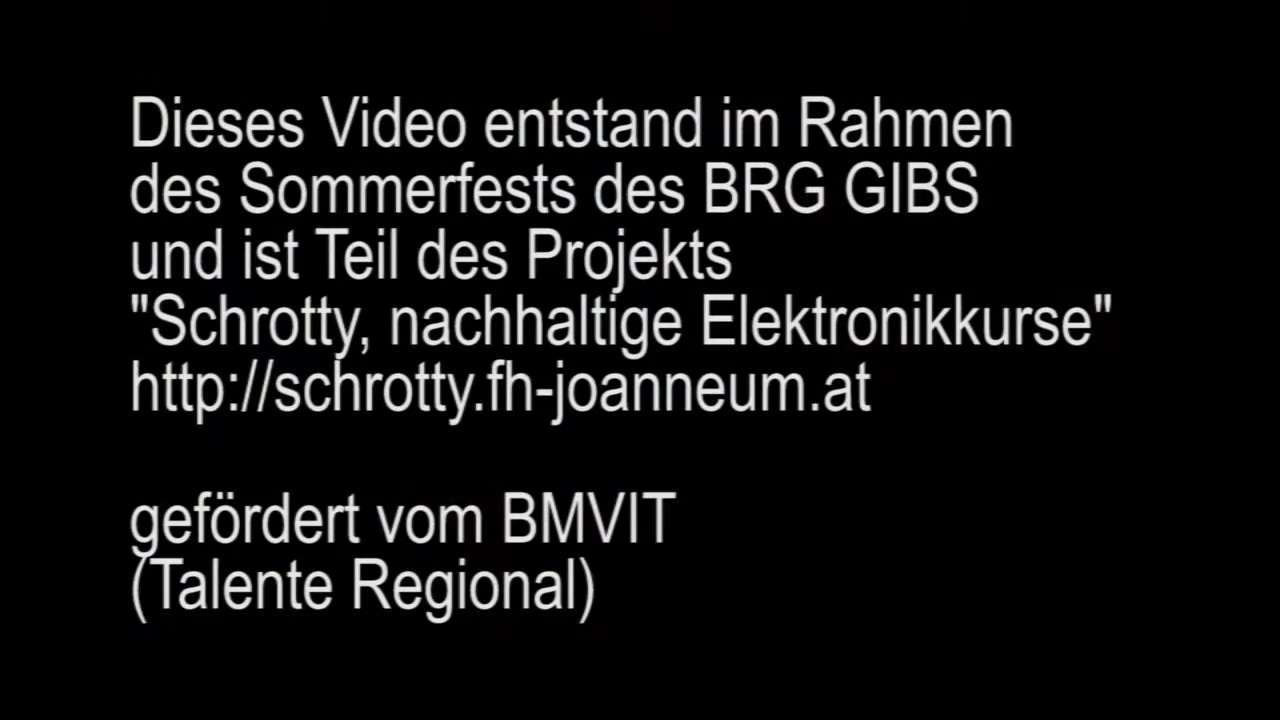 Dieses Video entstand im Rahmen
des Sommerfests des BRG GIBS
und ist Teil des Projekts
"Schrotty, nachhaltige Elektronikkurse"
http://schrotty.fh-joanneum.at
gefördert vom BMVIT
(Talente Regional)